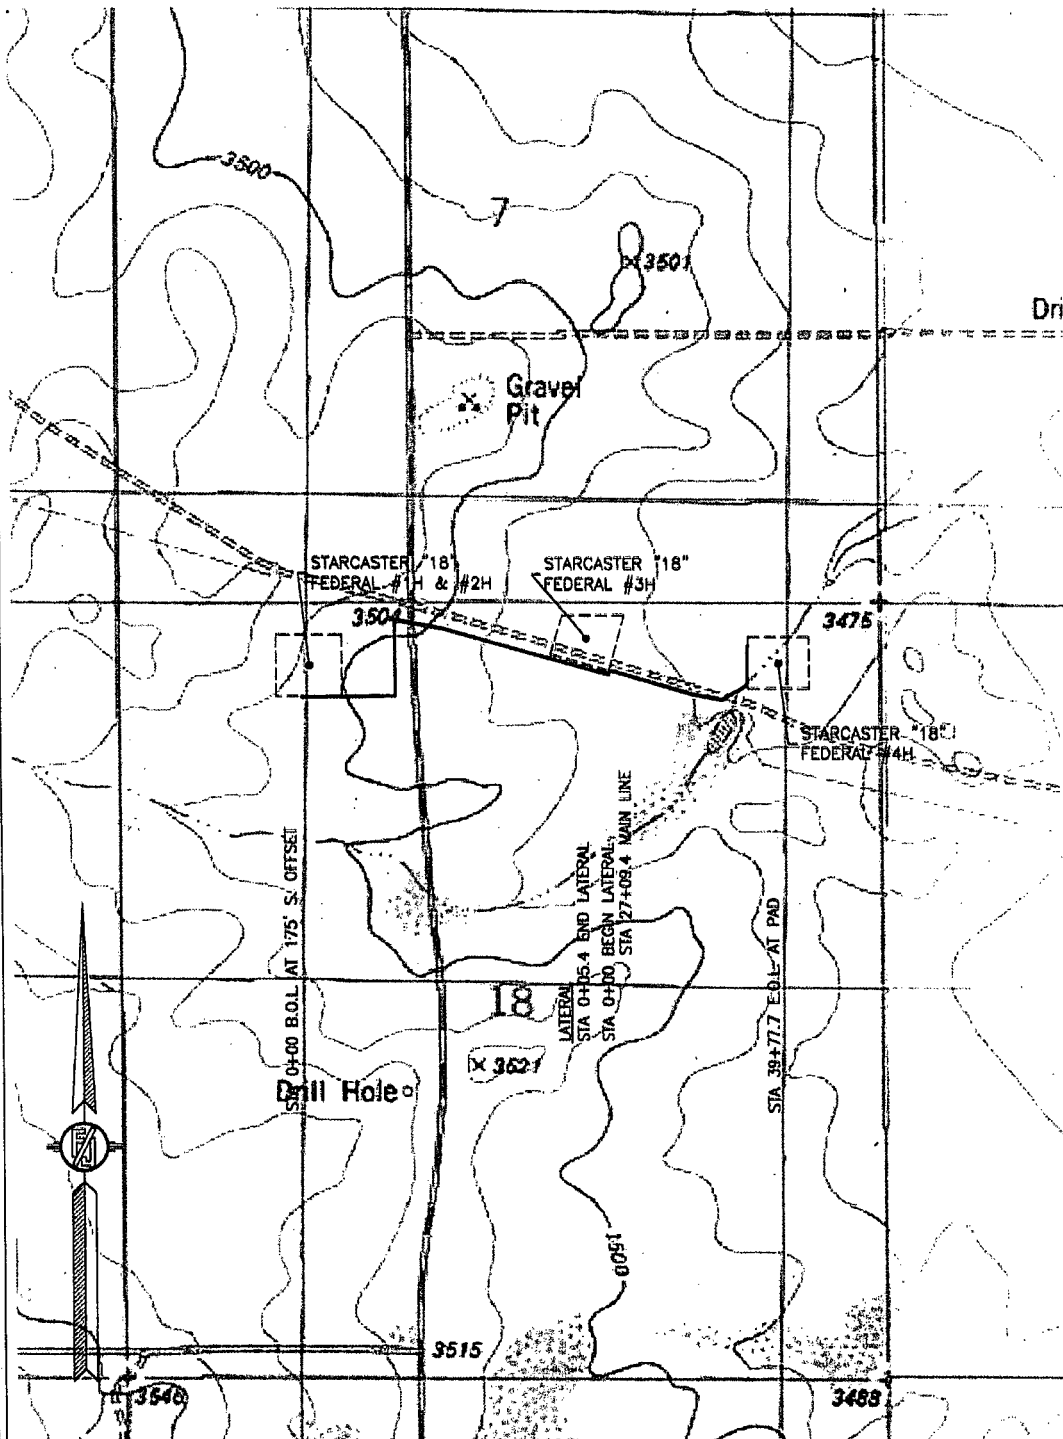 3500
7
3501
Dri
Gravel
Pit
STARCASTER "18"
FEDERAL #1H & #2H
STARCASTER "18"
FEDERAL #3H
3504
3475
STARCASTER "18"
FEDERAL #4H
STA 0+00 B.O.L AT 175' S. OFFSET
LATERAL
STA 0+05.4 END LATERAL
STA 0+00 BEGIN LATERAL
STA 27+09.4 MAIN LINE
STA 39+77.7 E.O.L AT PAD
18
3521
Drill Hole
3515
3488